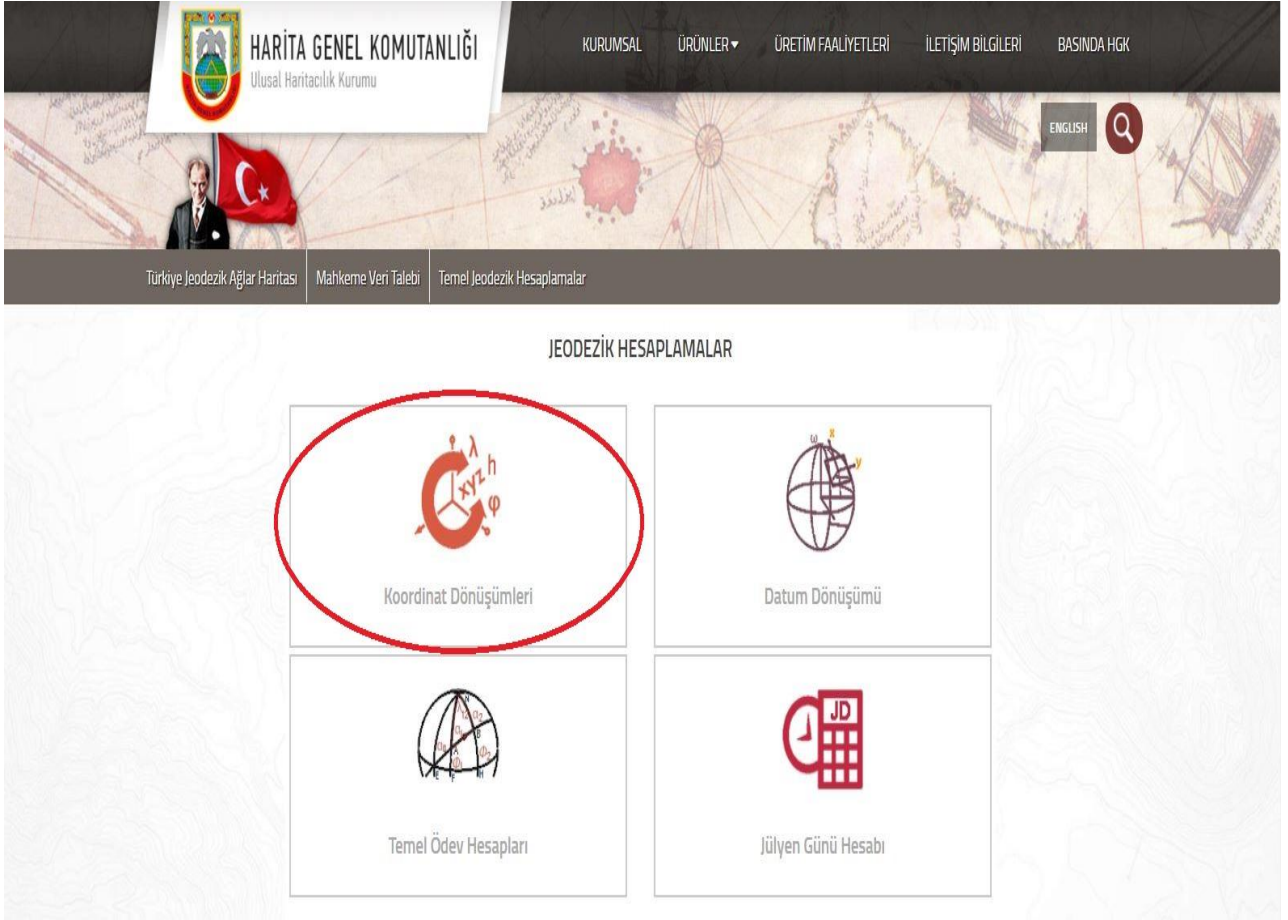 HARİTA GENEL KOMUTANLIĞI
Ulusal Haritacılık Kurumu
KURUMSAL
ÜRÜNLER▾
ÜRETİM FAALİYETLERİ
İLETİŞİM BİLGİLERİ
BASINDA HGK
ENGLISH
Türkiye Jeodezik Ağlar Haritası
Mahkeme Veri Talebi
Temel Jeodezik Hesaplamalar
JEODEZİK HESAPLAMALAR
λ
xyz h
φ
Koordinat Dönüşümleri
ω x
y
Datum Dönüşümü
Temel Ödev Hesapları
JD
Jülyen Günü Hesabı